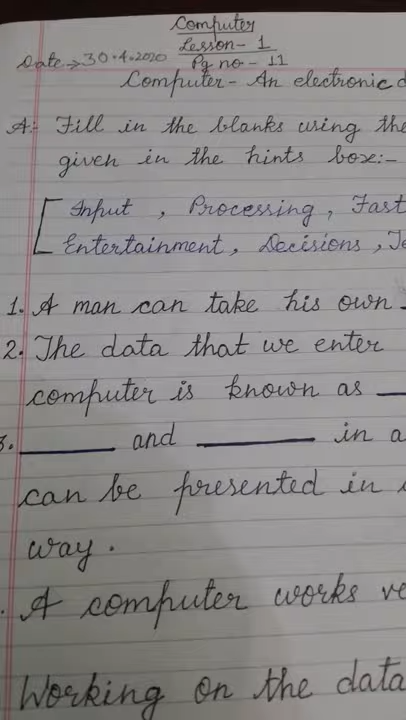 Computer
Lesson- 1
Date→30.4.2020 Pg no- 11
Computer- An electronic
A:- Fill in the blanks using the
given in the hints box:-
Input , Processing , Fast
Entertainment , Decisions ,
1. A man can take his own
2. The data that we enter
computer is known as ___
3. ___ and ___ in a
can be presented in
way.
. A computer works
Working on the data